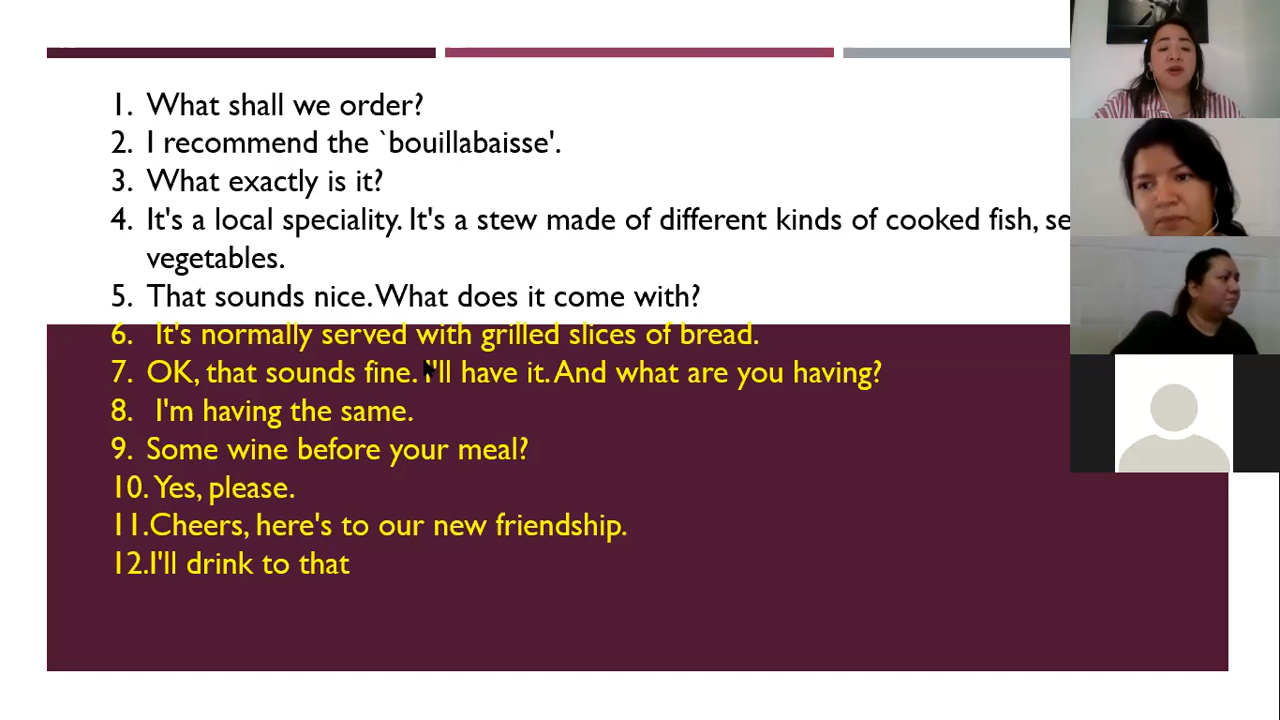 1. What shall we order?
2. I recommend the `bouillabaisse'.
3. What exactly is it?
4. It's a local speciality. It's a stew made of different kinds of cooked fish,
vegetables.
5. That sounds nice. What does it come with?
6. It's normally served with grilled slices of bread.
7. OK, that sounds fine. I'll have it. And what are you having?
8. I'm having the same.
9. Some wine before your meal?
10. Yes, please.
11.Cheers, here's to our new friendship.
12.I'll drink to that